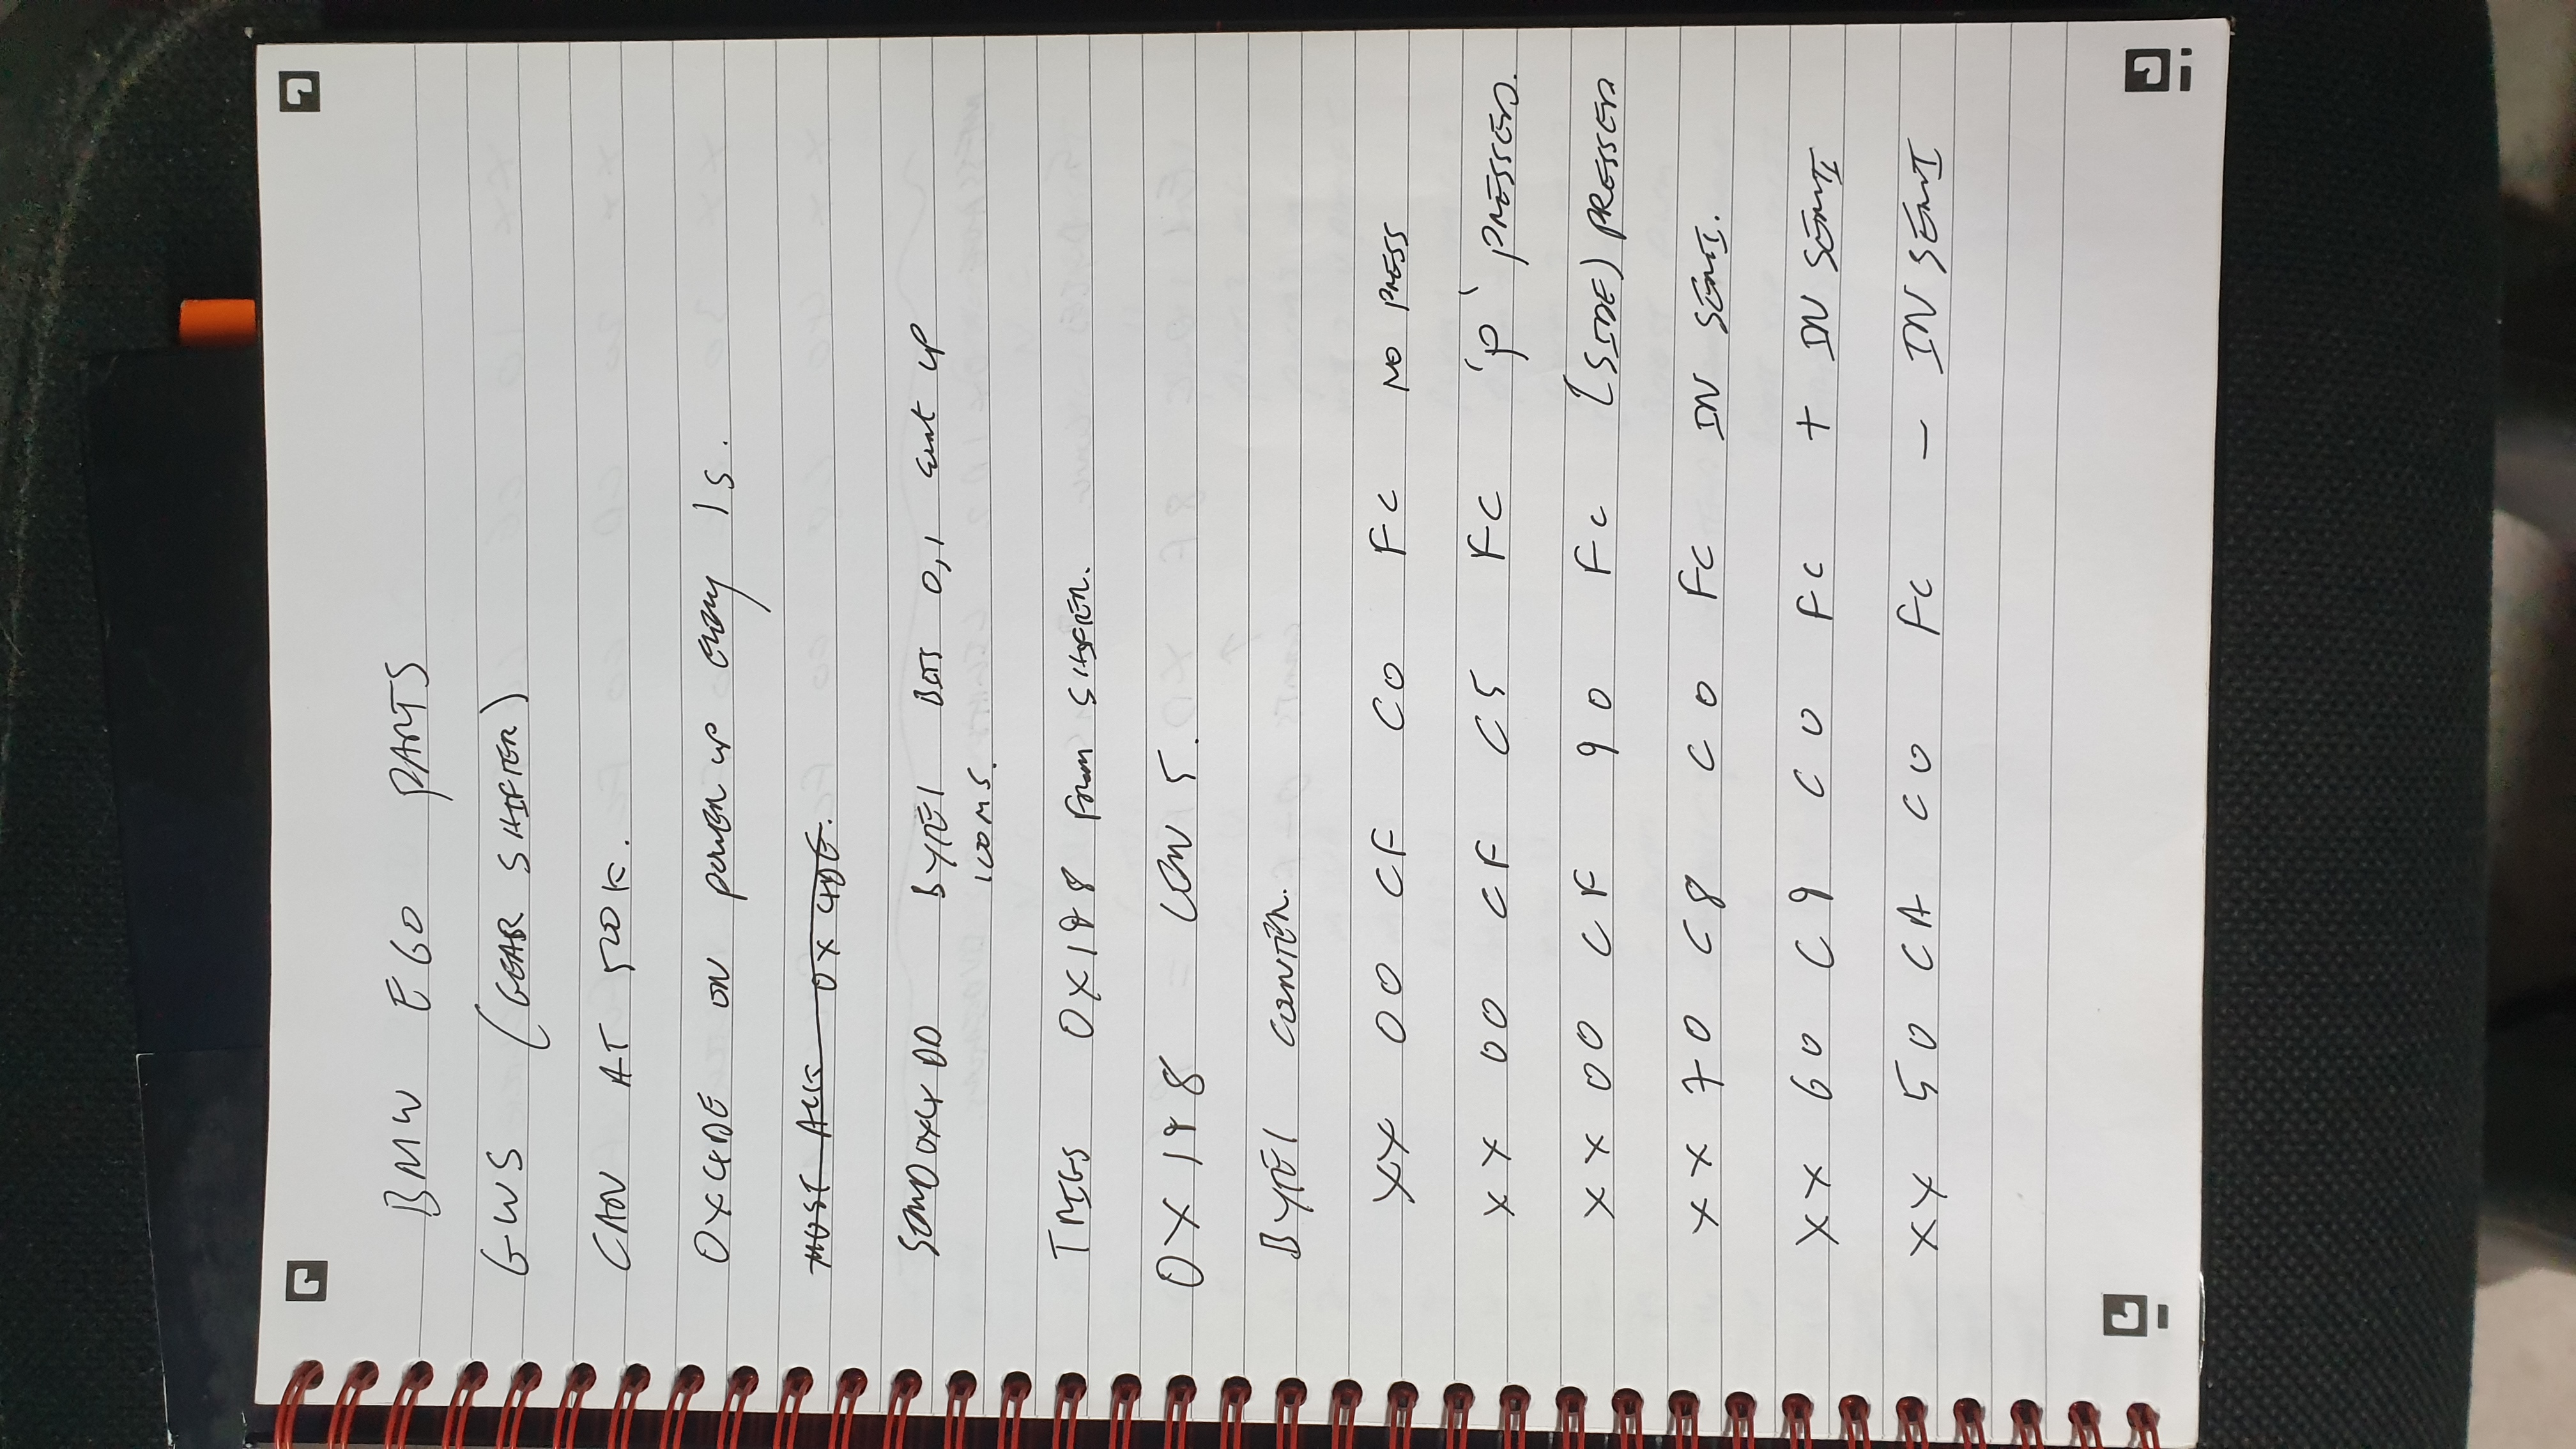 BMW E60 PARTS
GWS (GEAR SHIFTER)
CAN AT 500K.
0X4DE ON POWER UP EVERY 1S.
MUST ACK 0X4DE.
SEND 0X4DD BYTE1 BITS 0,1 COUNT UP
100MS.
TRIGS 0X198 FROM SHIFTER.
0X198 = LEN 5.
BYTE1 COUNTER.
XX 00 CF C0 FC NO PRESS
XX 00 CF C5 FC 'P' PRESSED.
XX 00 CF 90 FC (SIDE) PRESSED
XX 70 C8 C0 FC IN SEMI.
XX 60 C9 C0 FC + IN SEMI
XX 50 CA C0 FC - IN SEMI